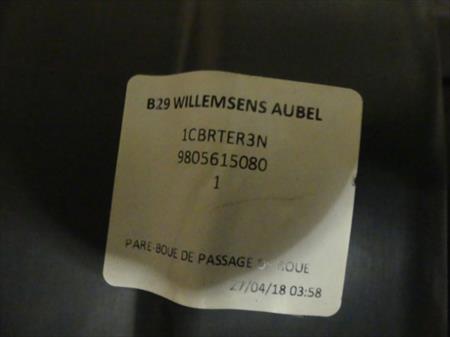 B29 WILLEMSENS AUBEL
1CBRTER3N
9805615080
1
PARE-BOUE DE PASSAGE ROUE
27/04/18 03:58